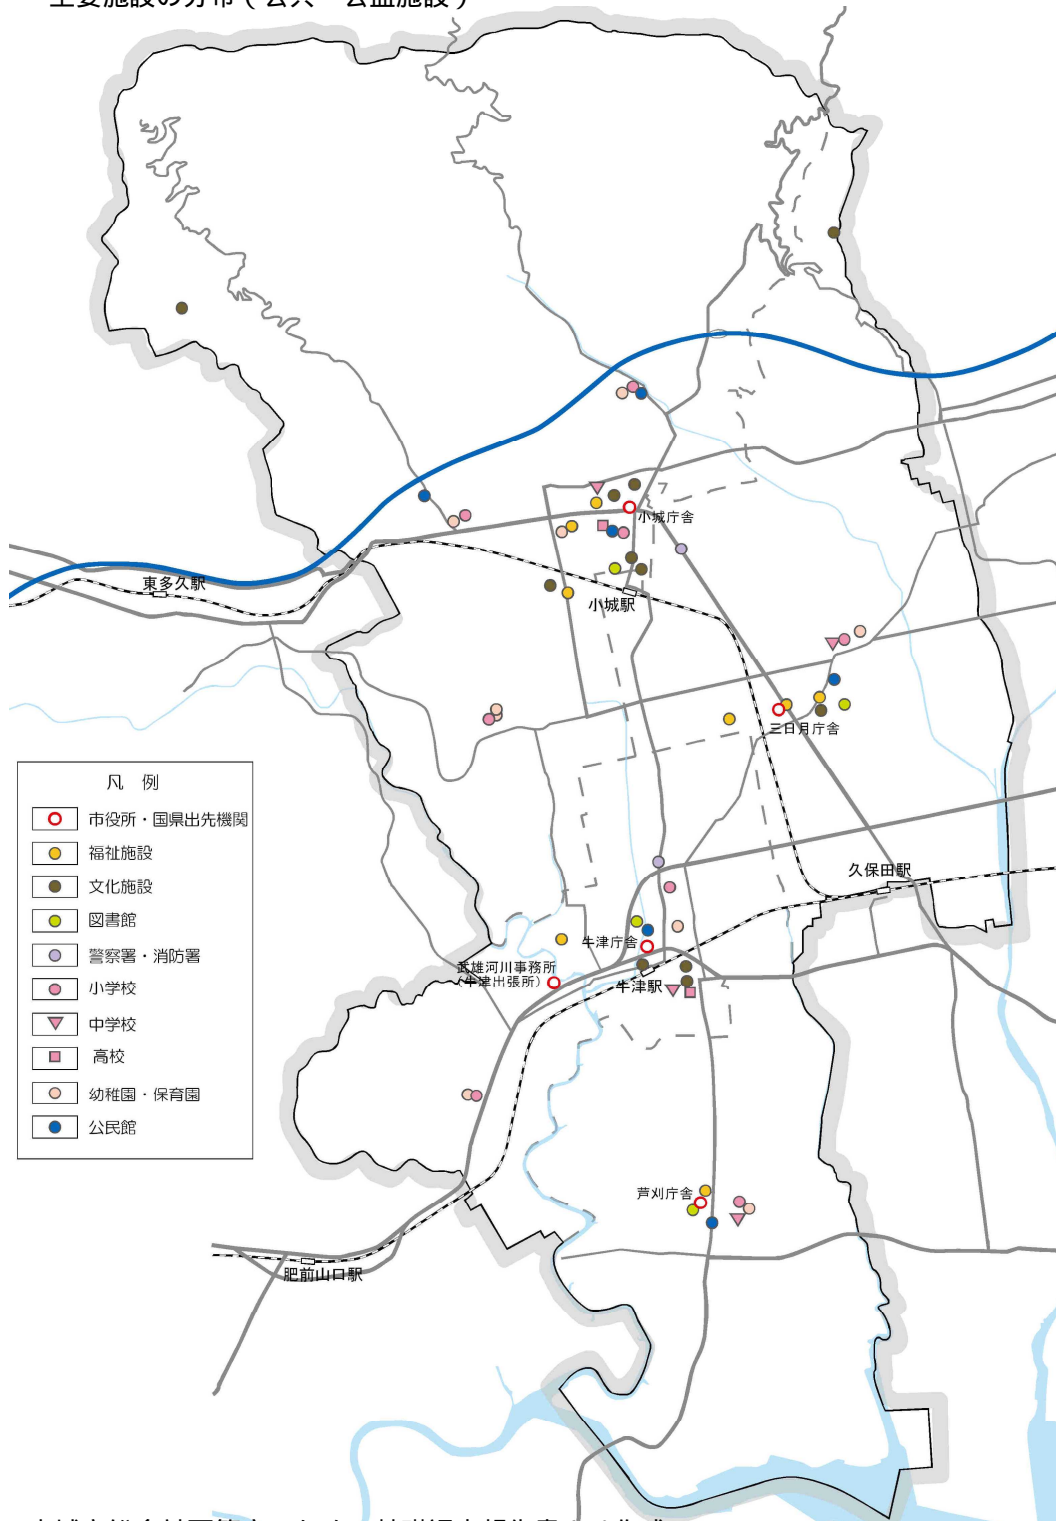 主要施設の分布(公共・公益施設)
小城庁舎
東多久駅
小城駅
三日月庁舎
凡 例
市役所・国県出先機関
福祉施設
文化施設
図書館
警察署・消防署
小学校
中学校
高校
幼稚園・保育園
公民館
久保田駅
牛津庁舎
武雄河川事務所
(牛津出張所)
牛津駅
芦刈庁舎
肥前山口駅